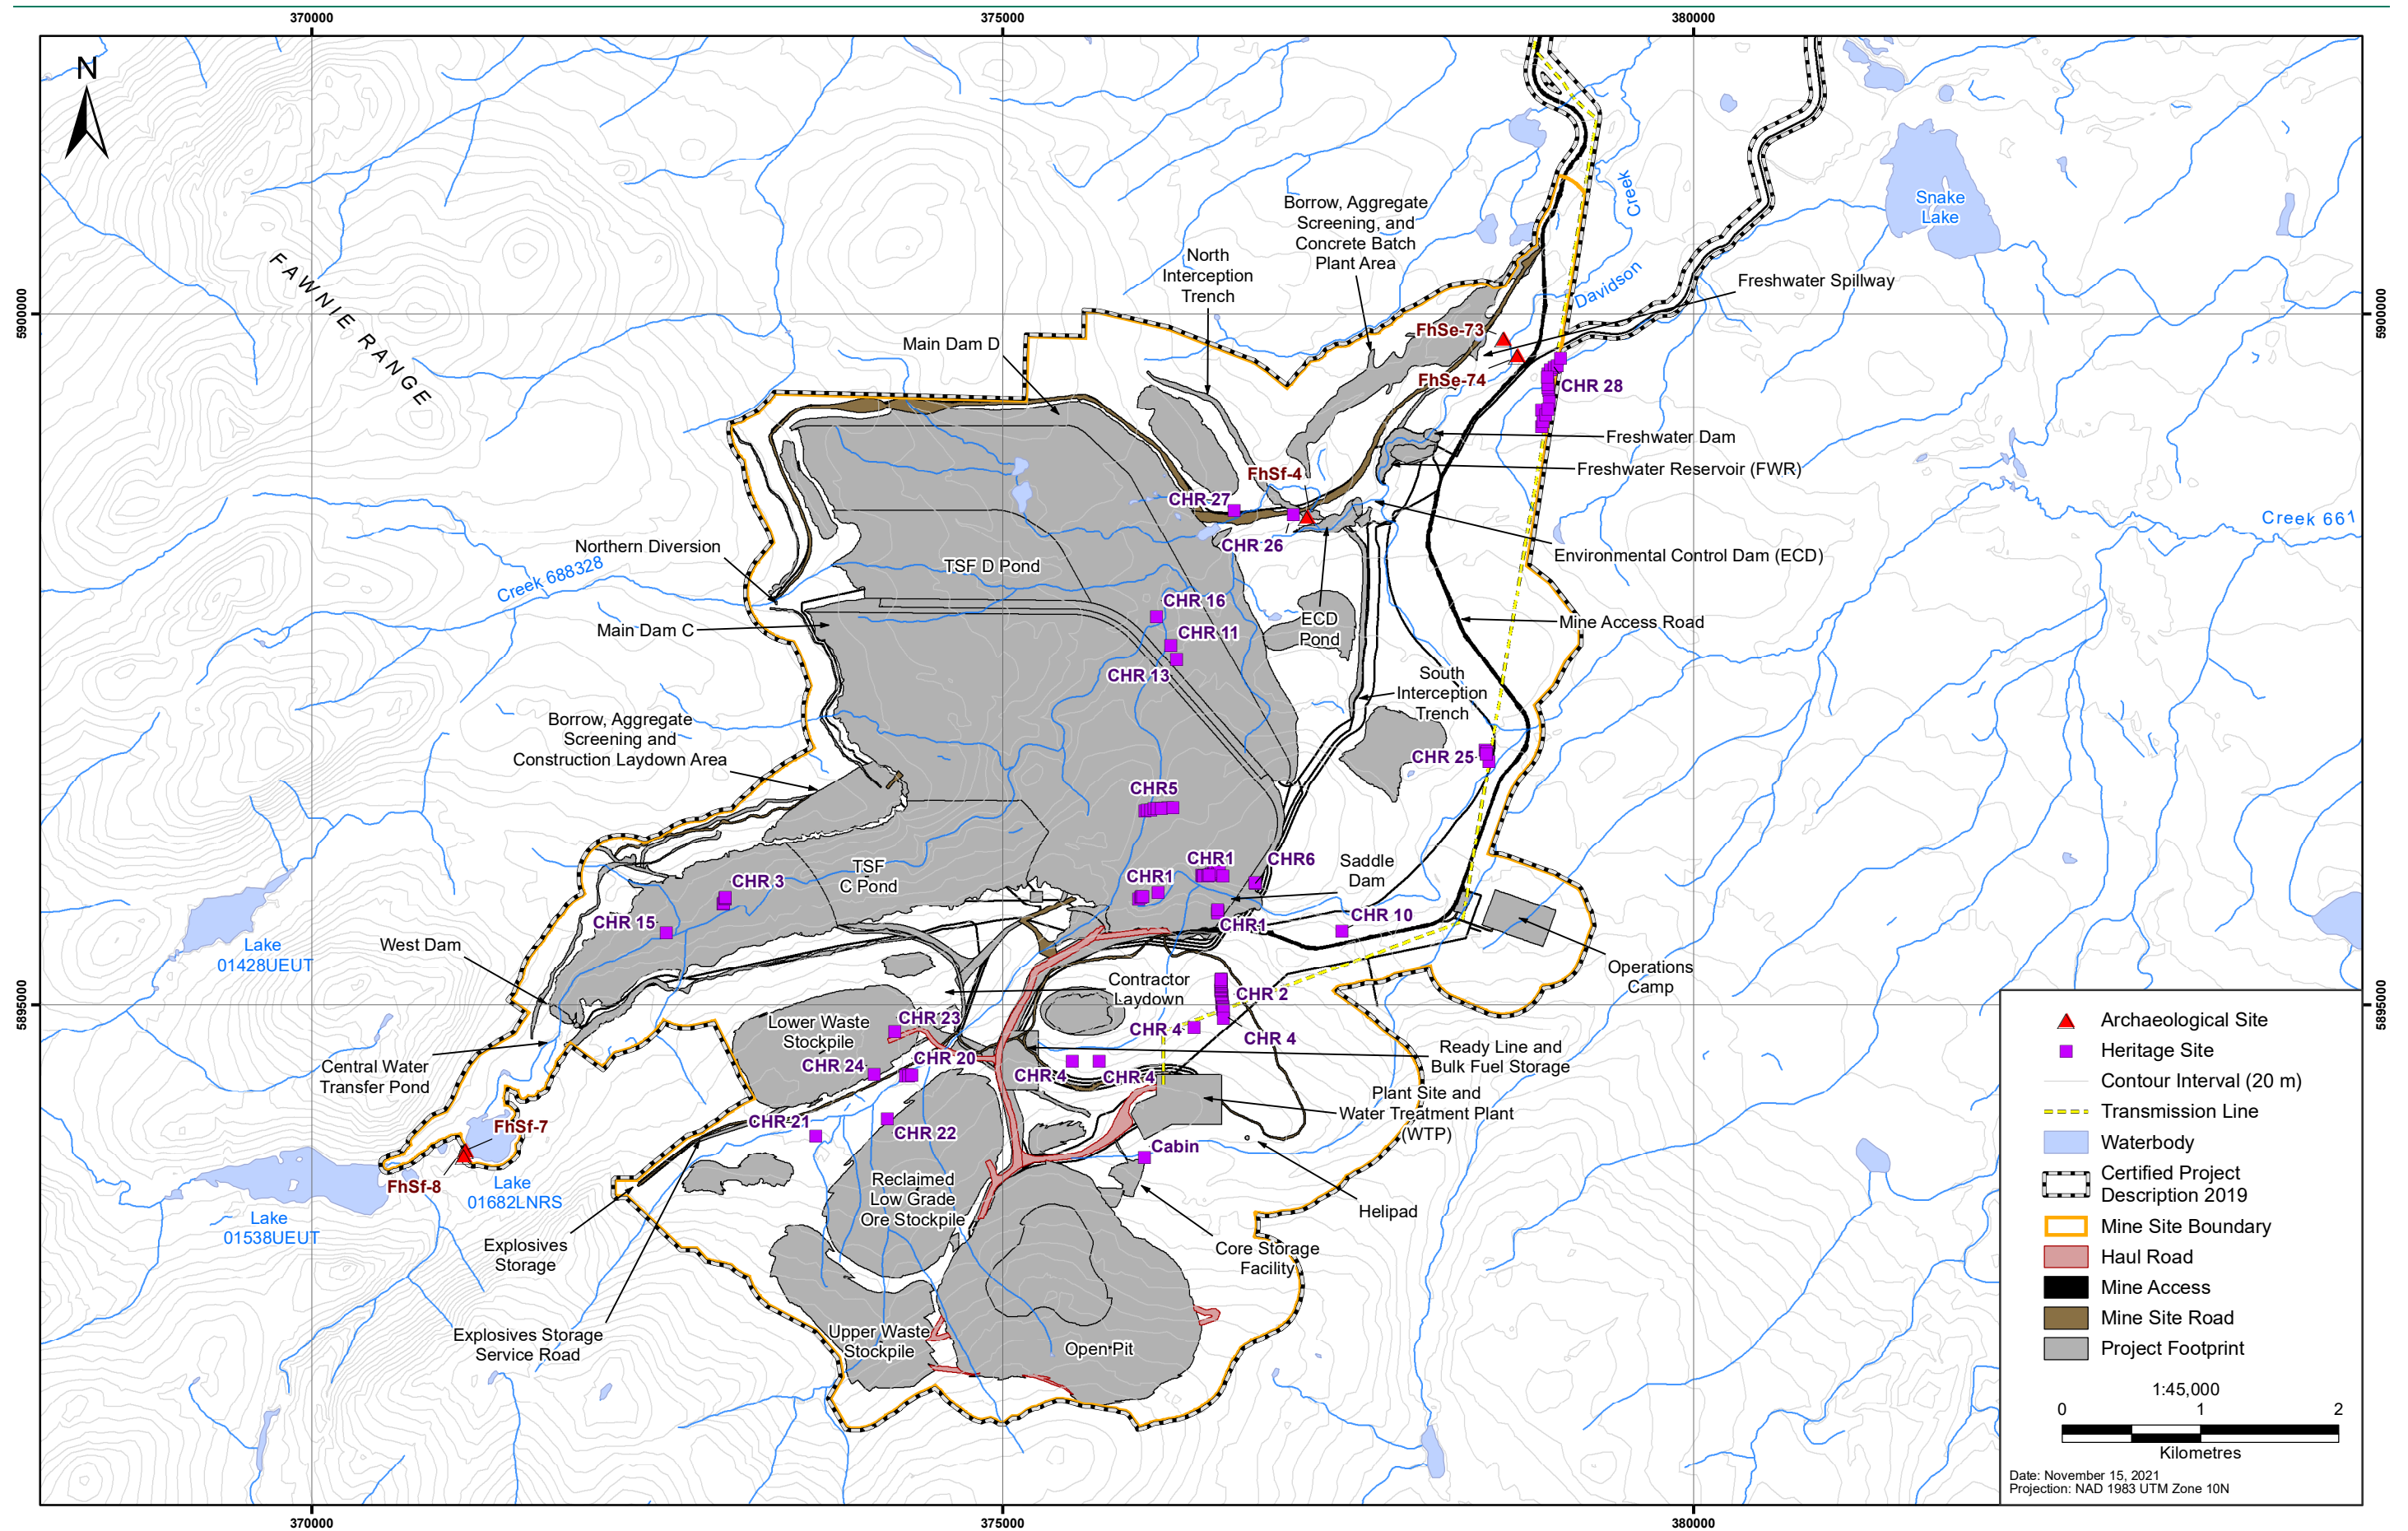 370000
375000
380000
N
FAWNIE RANGE
Creek
Davidson
Snake
Lake
Borrow, Aggregate
Screening, and
Concrete Batch
Plant Area
North
Interception
Trench
Freshwater Spillway
5900000
5900000
FhSe-73
Main Dam D
FhSe-74
CHR 28
Freshwater Dam
Freshwater Reservoir (FWR)
FhSf-4
CHR 27
Creek 661
CHR 26
Northern Diversion
Environmental Control Dam (ECD)
TSF D Pond
Creek 688328
CHR 16
ECD
Pond
Mine Access Road
Main Dam C
CHR 11
CHR 13
South
Interception
Trench
Borrow, Aggregate
Screening and
Construction Laydown Area
CHR 25
CHR5
CHR1
CHR6
Saddle
Dam
TSF
C Pond
CHR1
CHR 3
CHR 15
CHR 10
CHR1
West Dam
Lake
01428UEUT
Operations
Camp
Contractor
Laydown
CHR 2
5895000
5895000
CHR 23
Lower Waste
Stockpile
CHR 4
CHR 4
Ready Line and
Bulk Fuel Storage
CHR 20
CHR 24
Central Water
Transfer Pond
CHR 4
CHR 4
Plant Site and
Water Treatment Plant
(WTP)
CHR 21
CHR 22
FhSf-7
Cabin
FhSf-8
Lake
01682LNRS
Reclaimed
Low Grade
Ore Stockpile
Lake
01538UEUT
Helipad
Explosives
Storage
Core Storage
Facility
Explosives Storage
Service Road
Upper Waste
Stockpile
Open Pit
Archaeological Site
Heritage Site
Contour Interval (20 m)
Transmission Line
Waterbody
Certified Project
Description 2019
Mine Site Boundary
Haul Road
Mine Access
Mine Site Road
Project Footprint
1:45,000
0 1 2
Kilometres
Date: November 15, 2021
Projection: NAD 1983 UTM Zone 10N
370000
375000
380000